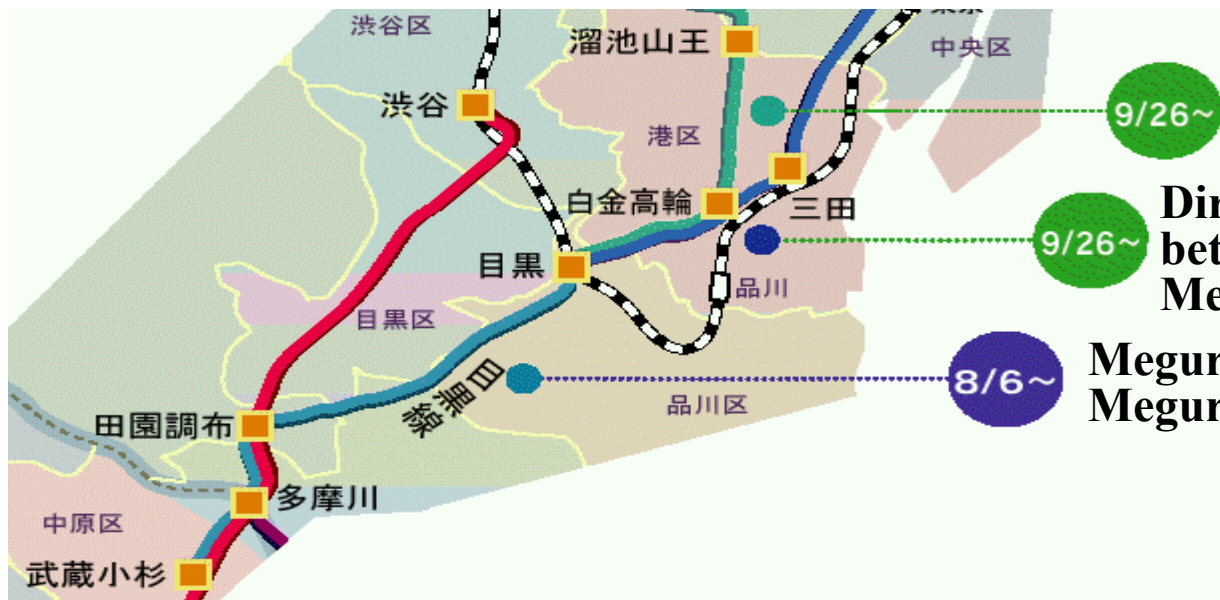 渋谷区
溜池山王
中央区
渋谷
9/26~
港区
白金高輪
三田
9/26~
Dir
bet
Me
目黒
品川
目黒区
目黒線
8/6~
Megur
Megur
品川区
田園調布
多摩川
中原区
武蔵小杉